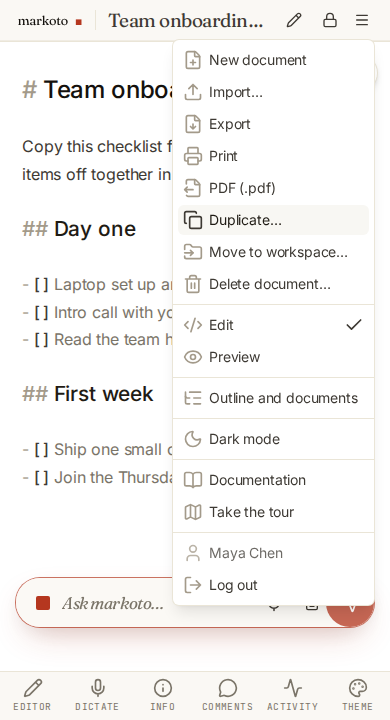 markoto
Team onboardin...
New document
Import...
Export
Print
PDF (.pdf)
Duplicate...
Move to workspace...
Delete document...
Edit
Preview
Outline and documents
Dark mode
Documentation
Take the tour
Maya Chen
Log out
# Team
Copy this checklist
items off together in
## Day one
- [ ] Laptop set up
- [ ] Intro call with
- [ ] Read the team
## First week
- [ ] Ship one small
- [ ] Join the
Ask markoto...
EDITOR
DICTATE
INFO
COMMENTS
ACTIVITY
THEME